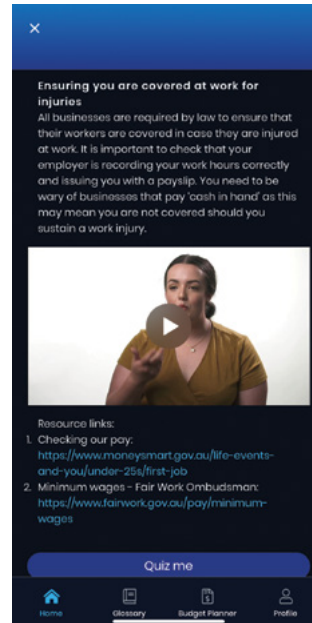 Ensuring you are covered at work for
injuries
All businesses are required by law to ensure that
their workers are covered in case they are injured
at work. It is important to check that your
employer is recording your work hours correctly
and issuing you with a payslip. You need to be
wary of businesses that pay 'cash in hand' as this
may mean you are not covered should you
sustain a work injury.
Resource links:
1. Checking our pay:
https://www.moneysmart.gov.au/life-events-
and-you/under-25s/first-job
2. Minimum wages - Fair Work Ombudsman:
https://www.fairwork.gov.au/pay/minimum-
wages
Quiz me
Home Glossary Budget Planner Profile